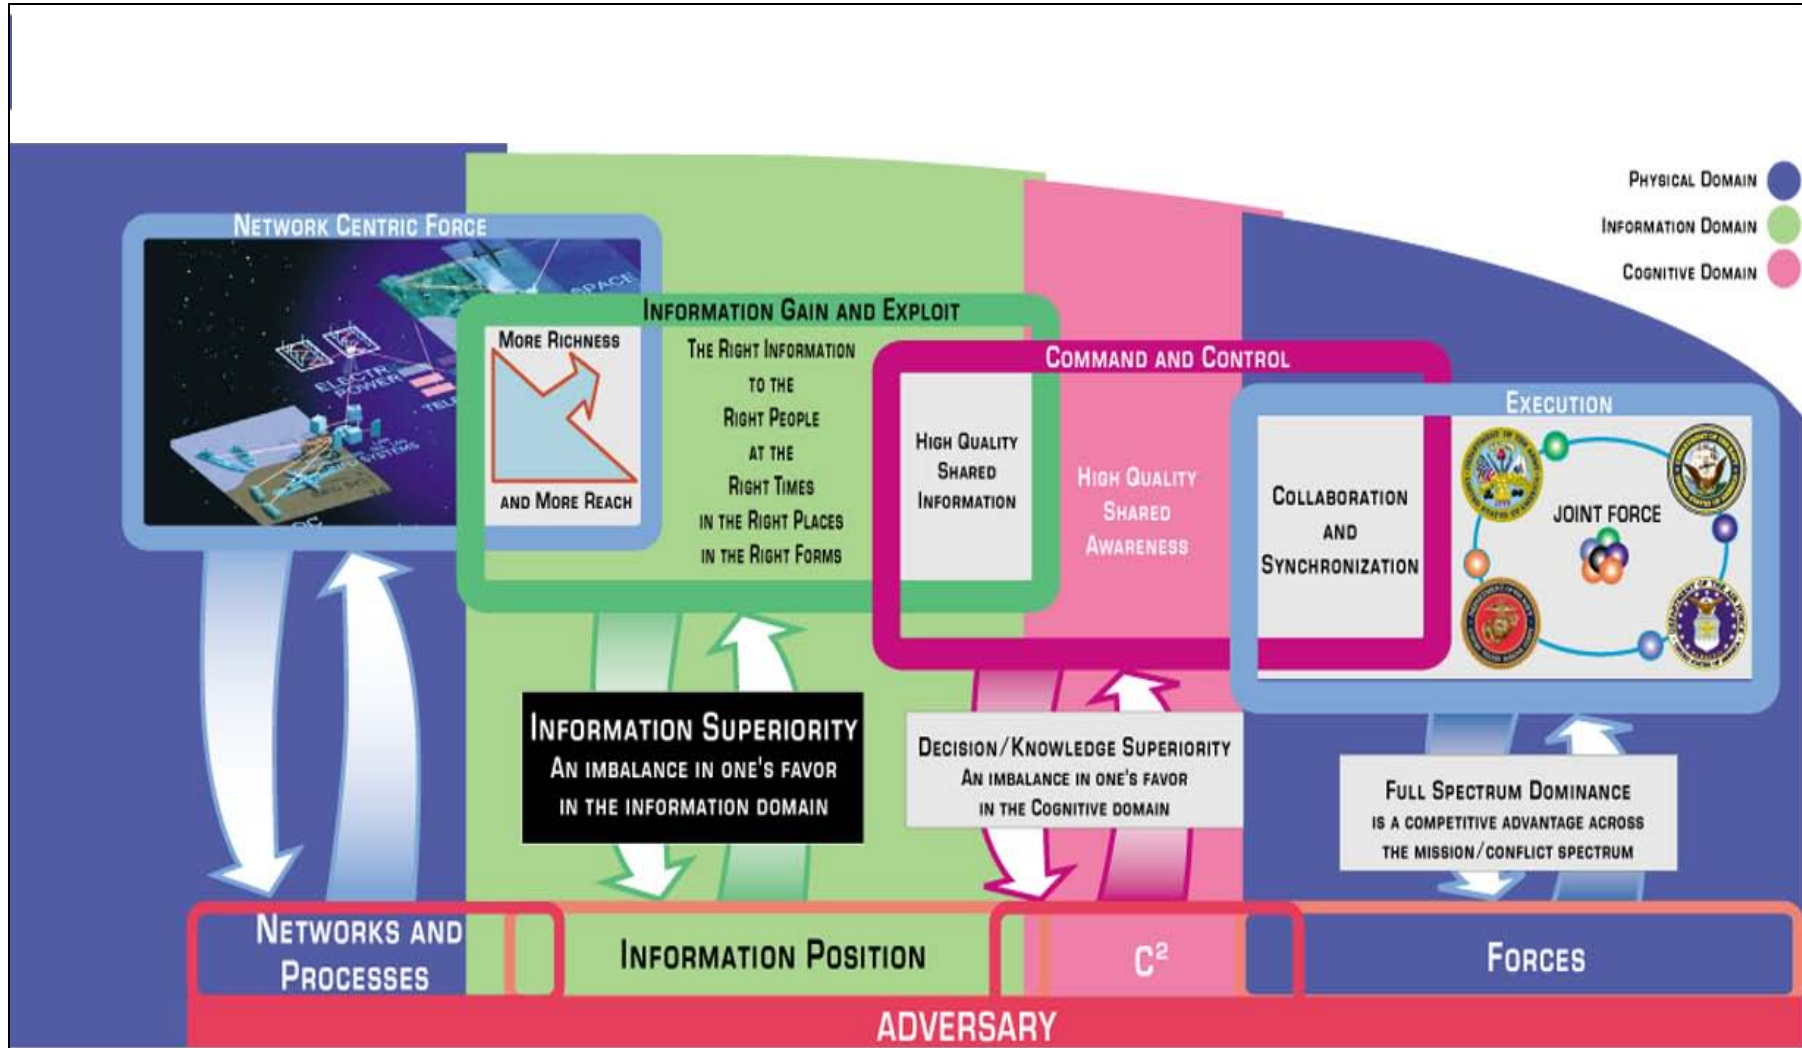 PHYSICAL DOMAIN
INFORMATION DOMAIN
COGNITIVE DOMAIN
NETWORK CENTRIC FORCE
SPACE
ELECTR
POWER
TELE
SYSTEMS
INFORMATION GAIN AND EXPLOIT
MORE RICHNESS
AND MORE REACH
THE RIGHT INFORMATION
TO THE
RIGHT PEOPLE
AT THE
RIGHT TIMES
IN THE RIGHT PLACES
IN THE RIGHT FORMS
COMMAND AND CONTROL
HIGH QUALITY
SHARED
INFORMATION
HIGH QUALITY
SHARED
AWARENESS
EXECUTION
COLLABORATION
AND
SYNCHRONIZATION
JOINT FORCE
INFORMATION SUPERIORITY
AN IMBALANCE IN ONE'S FAVOR
IN THE INFORMATION DOMAIN
DECISION/KNOWLEDGE SUPERIORITY
AN IMBALANCE IN ONE'S FAVOR
IN THE COGNITIVE DOMAIN
FULL SPECTRUM DOMINANCE
IS A COMPETITIVE ADVANTAGE ACROSS
THE MISSION/CONFLICT SPECTRUM
NETWORKS AND
PROCESSES
INFORMATION POSITION
C²
FORCES
ADVERSARY